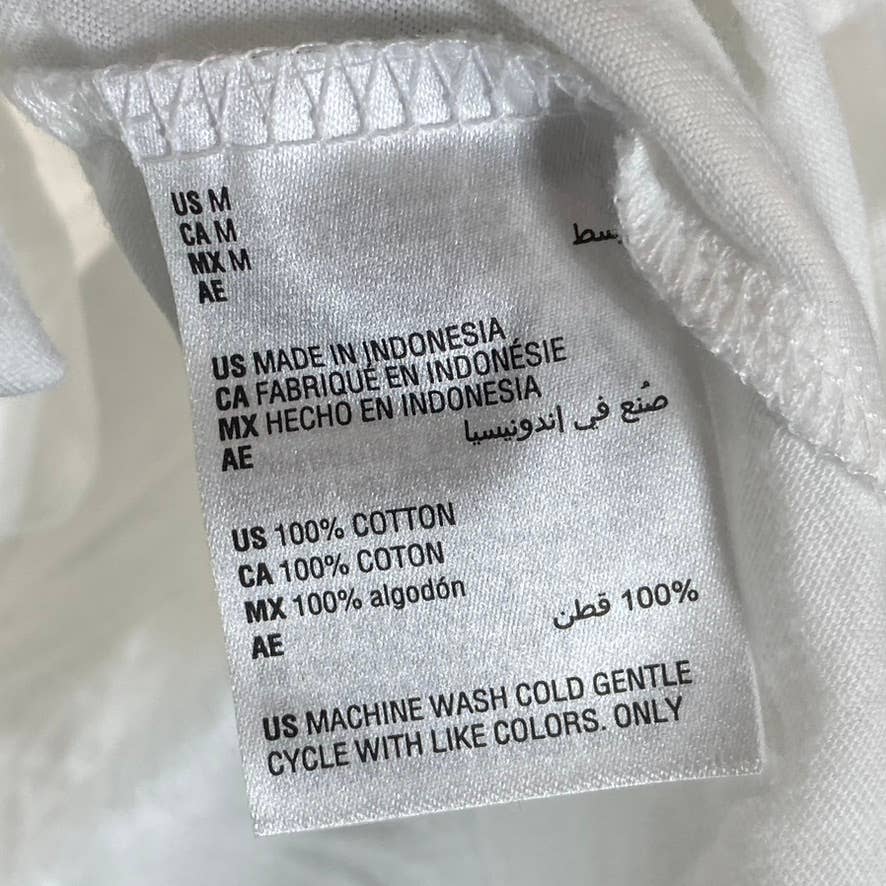 US M
CA M
MX M
AE
US MADE IN INDONESIA
CA FABRIQUÉ EN INDONÉSIE
MX HECHO EN INDONESIA
AE صُنع في إندونيسيا
US 100% COTTON
CA 100% COTON
MX 100% algodón
AE 100% قطن
US MACHINE WASH COLD GENTLE
CYCLE WITH LIKE COLORS. ONLY